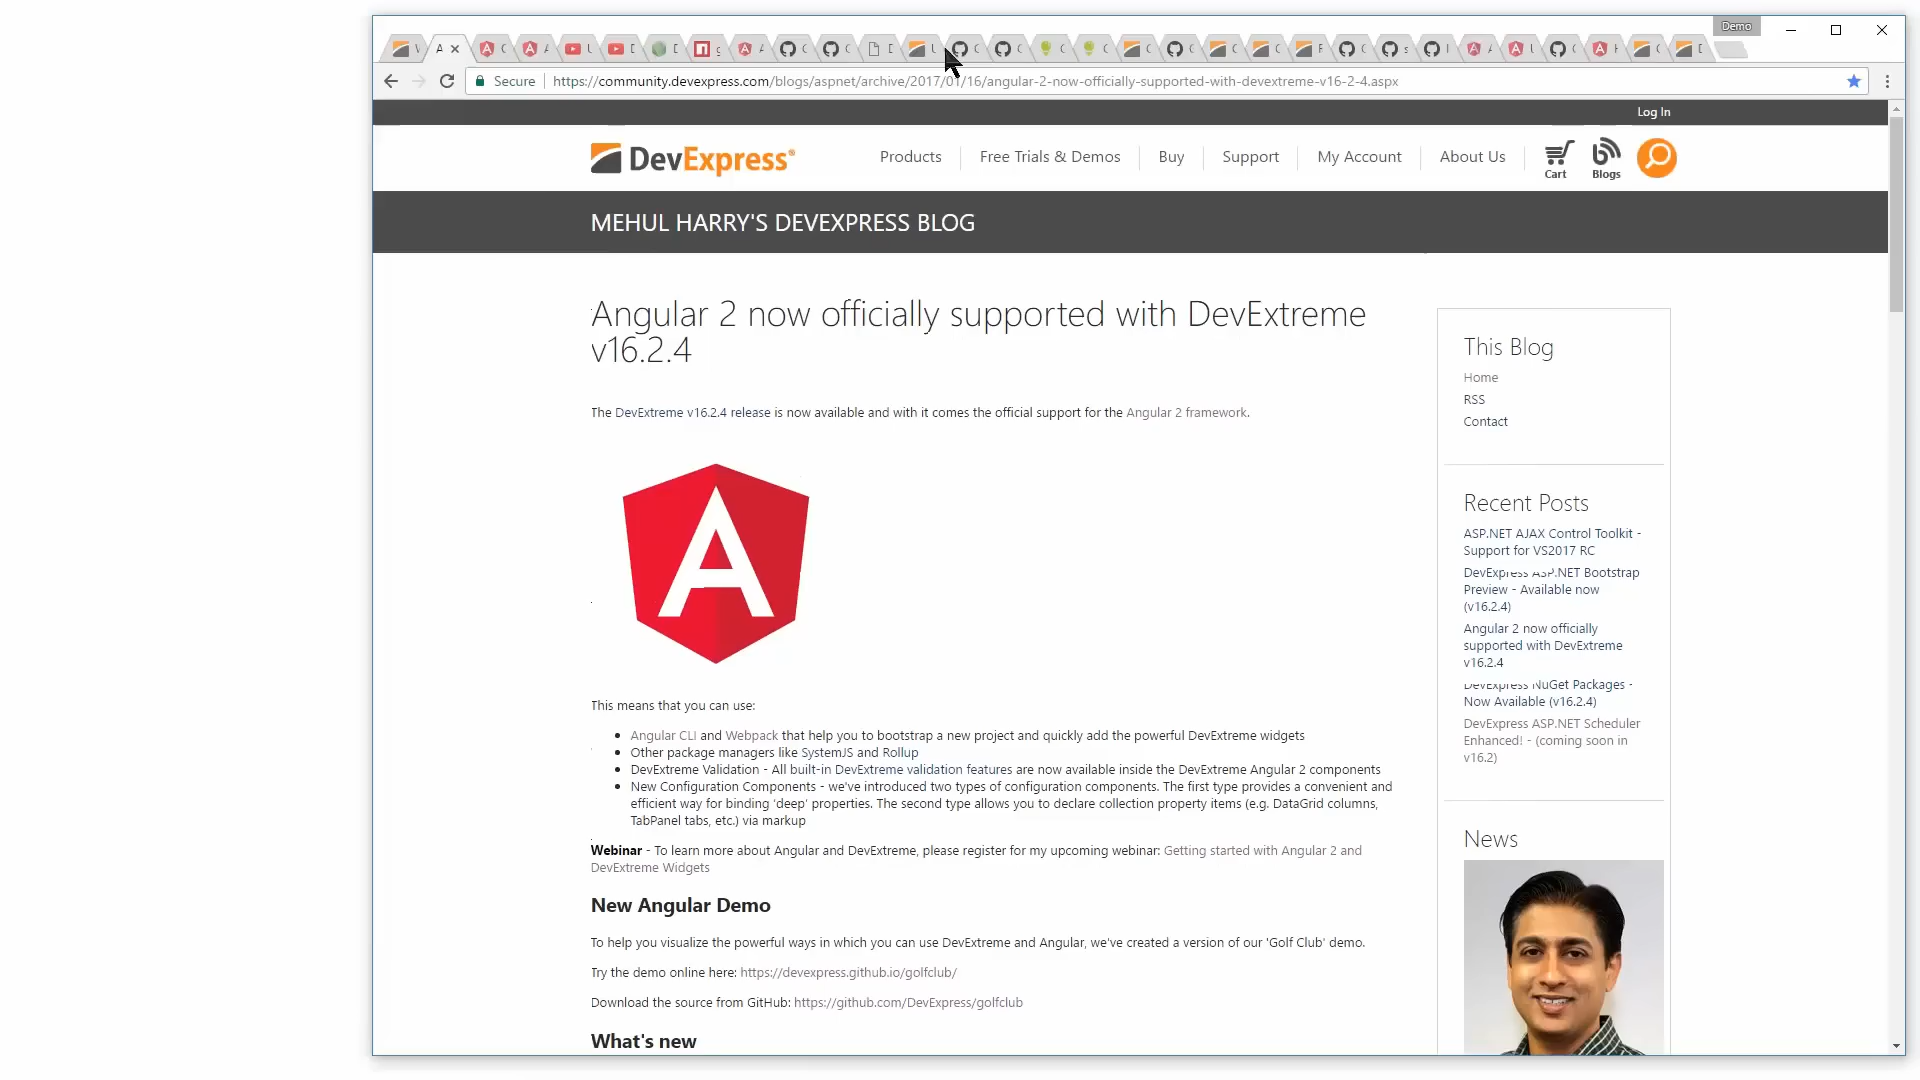 Demo
Secure
https://community.devexpress.com/blogs/aspnet/archive/2017/01/16/angular-2-now-officially-supported-with-devextreme-v16-2-4.aspx
Log In
DevExpress
Products
Free Trials & Demos
Buy
Support
My Account
About Us
Cart
Blogs
MEHUL HARRY'S DEVEXPRESS BLOG
Angular 2 now officially supported with DevExtreme
v16.2.4
The DevExtreme v16.2.4 release is now available and with it comes the official support for the Angular 2 framework.
This means that you can use:
Angular CLI and Webpack that help you to bootstrap a new project and quickly add the powerful DevExtreme widgets
Other package managers like SystemJS and Rollup
DevExtreme Validation - All built-in DevExtreme validation features are now available inside the DevExtreme Angular 2 components
New Configuration Components - we've introduced two types of configuration components. The first type provides a convenient and
efficient way for binding 'deep' properties. The second type allows you to declare collection property items (e.g. DataGrid columns,
TabPanel tabs, etc.) via markup
Webinar - To learn more about Angular and DevExtreme, please register for my upcoming webinar: Getting started with Angular 2 and
DevExtreme Widgets
New Angular Demo
To help you visualize the powerful ways in which you can use DevExtreme and Angular, we've created a version of our 'Golf Club' demo.
Try the demo online here: https://devexpress.github.io/golfclub/
Download the source from GitHub: https://github.com/DevExpress/golfclub
What's new
This Blog
Home
RSS
Contact
Recent Posts
ASP.NET AJAX Control Toolkit -
Support for VS2017 RC
DevExpress ASP.NET Bootstrap
Preview - Available now
(v16.2.4)
Angular 2 now officially
supported with DevExtreme
v16.2.4
DevExpress NuGet Packages -
Now Available (v16.2.4)
DevExpress ASP.NET Scheduler
Enhanced! - (coming soon in
v16.2)
News